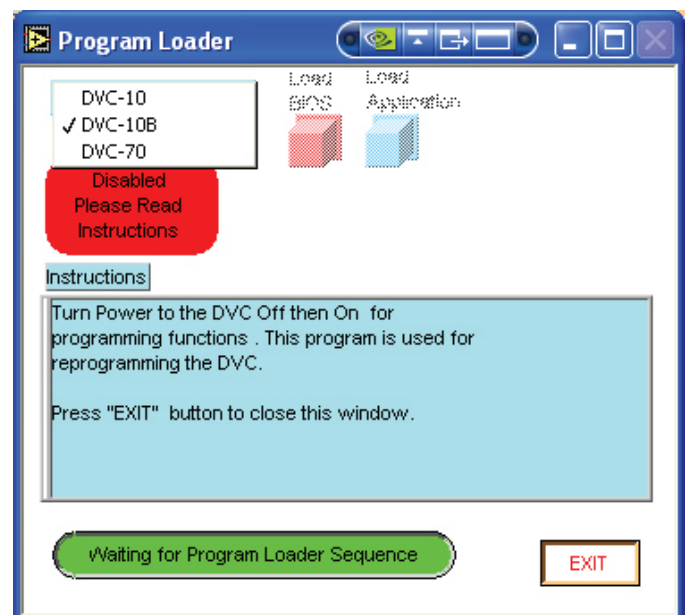 Program Loader
DVC-10
✓ DVC-10B
DVC-70
Load
BIOS
Load
Application
Disabled
Please Read
Instructions
Instructions
Turn Power to the DVC Off then On for
programming functions . This program is used for
reprogramming the DVC.
Press "EXIT" button to close this window.
Waiting for Program Loader Sequence
EXIT